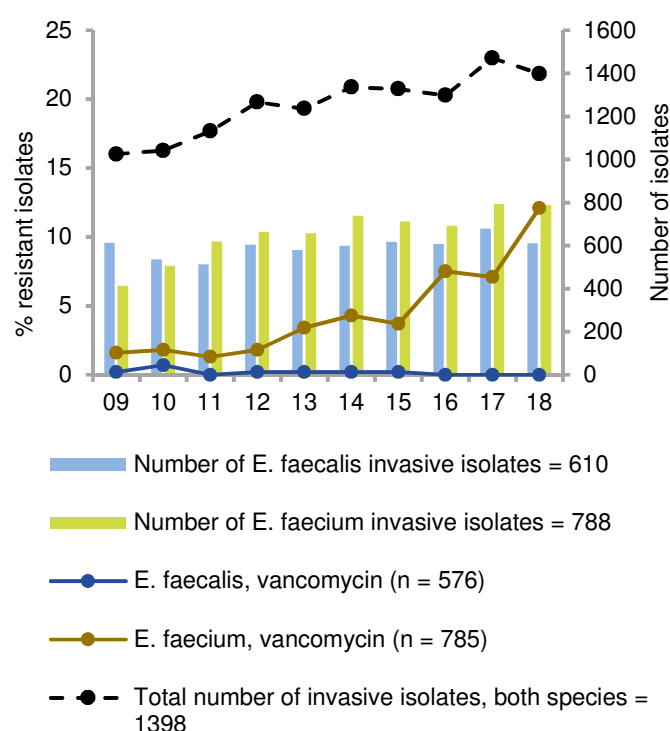 % resistant isolates
25
20
15
10
5
0
1600
1400
1200
1000
800
600
400
200
0
Number of isolates
09 10 11 12 13 14 15 16 17 18
Number of E. faecalis invasive isolates = 610
Number of E. faecium invasive isolates = 788
E. faecalis, vancomycin (n = 576)
E. faecium, vancomycin (n = 785)
Total number of invasive isolates, both species =
1398